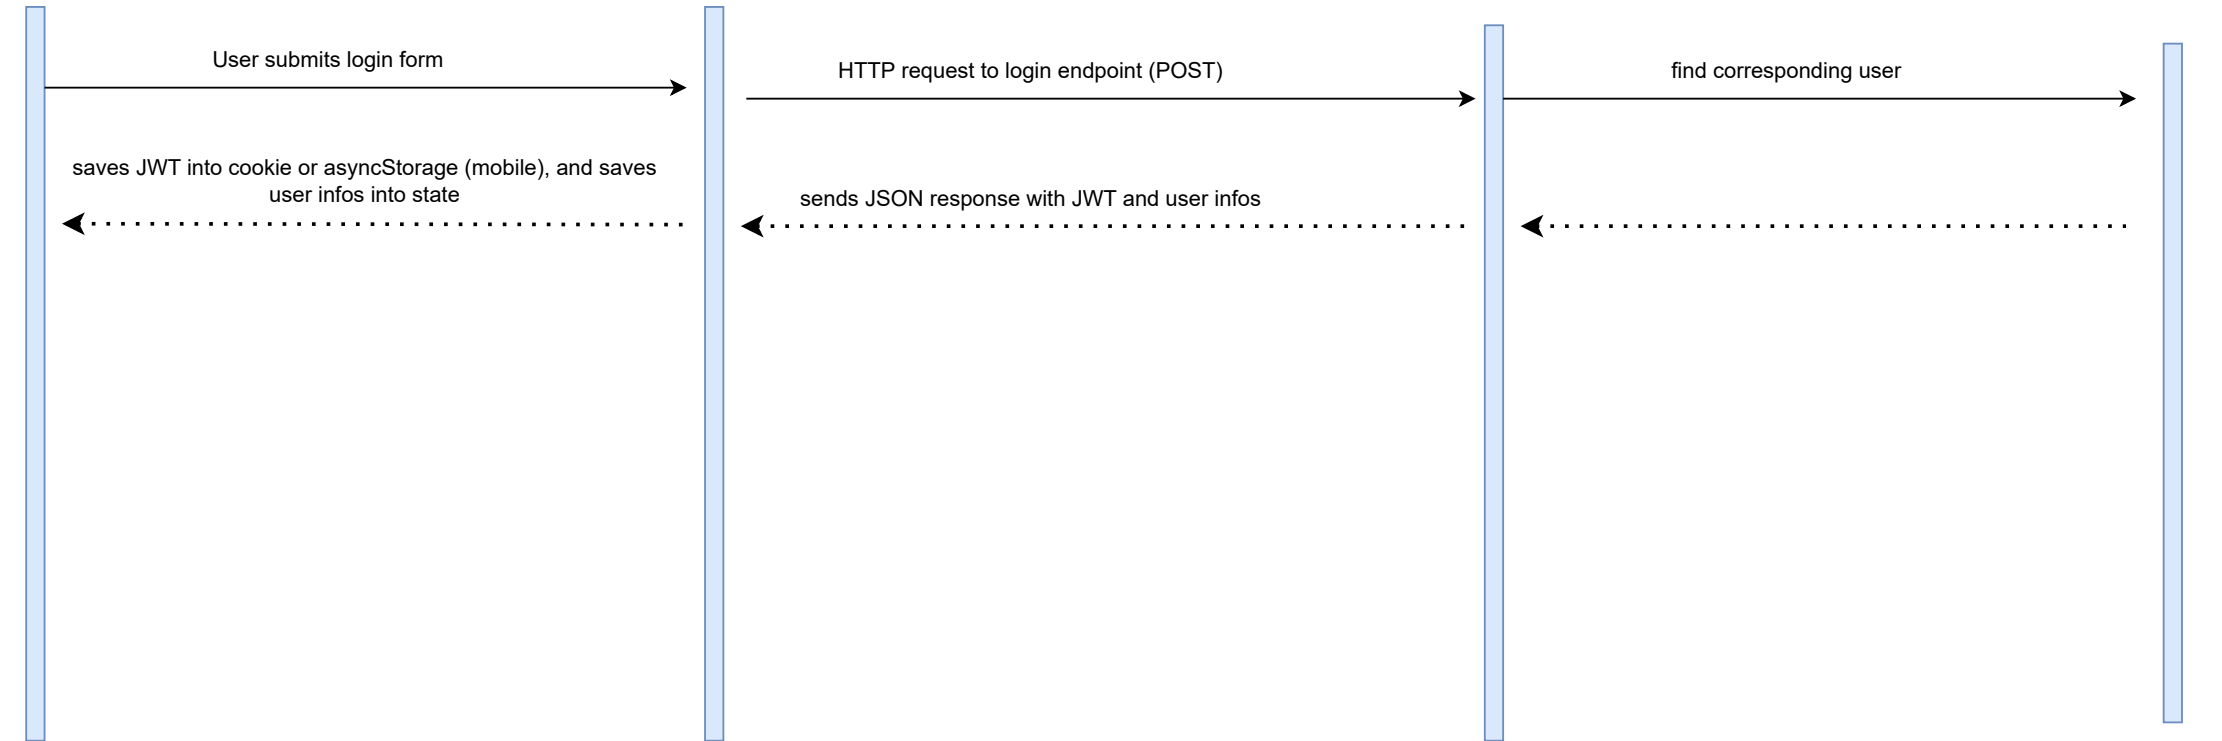 User submits login form
HTTP request to login endpoint (POST)
find corresponding user
saves JWT into cookie or asyncStorage (mobile), and saves
user infos into state
sends JSON response with JWT and user infos